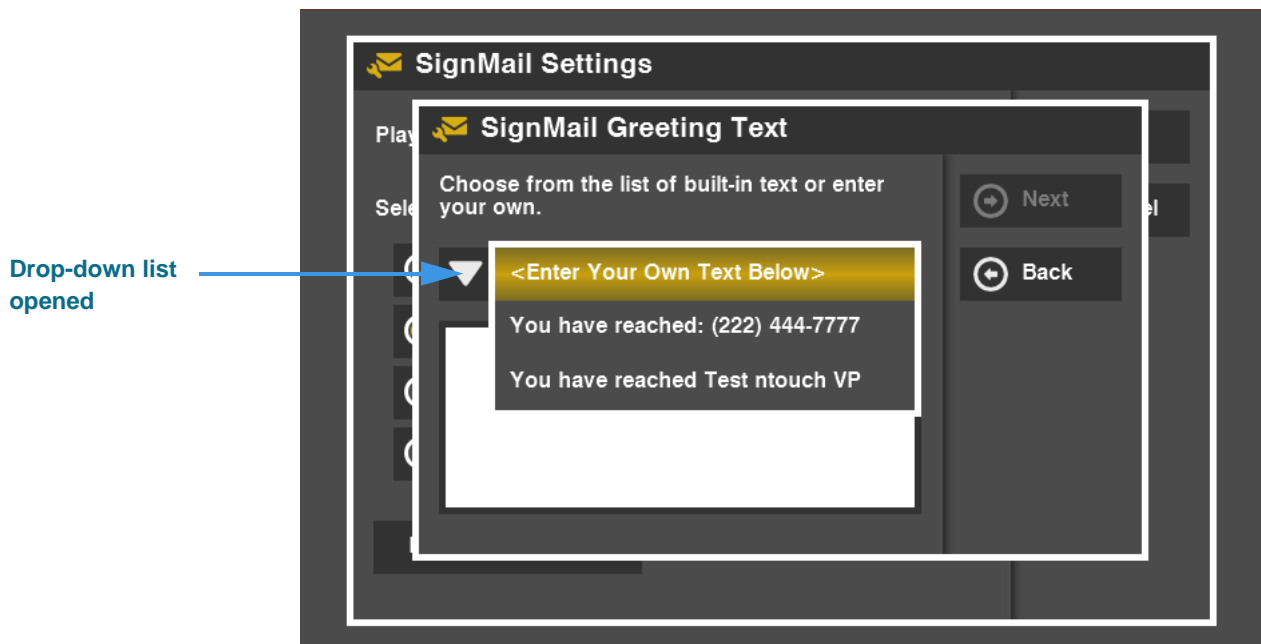 SignMail Settings
Play
SignMail Greeting Text
Choose from the list of built-in text or enter
your own.
Sele
Next
el
Drop-down list
opened
<Enter Your Own Text Below>
Back
You have reached: (222) 444-7777
You have reached Test ntouch VP